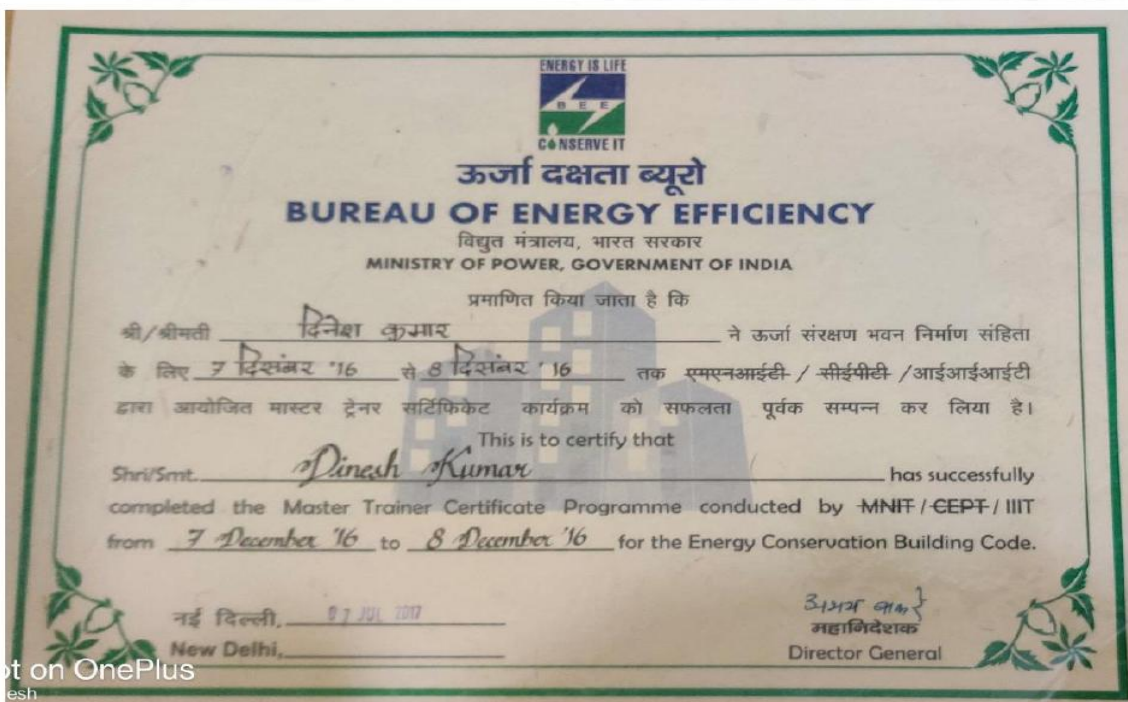 ENERGY IS LIFE
BEE
CONSERVE IT
ऊर्जा दक्षता ब्यूरो
BUREAU OF ENERGY EFFICIENCY
विद्युत मंत्रालय, भारत सरकार
MINISTRY OF POWER, GOVERNMENT OF INDIA
प्रमाणित किया जाता है कि
श्री/श्रीमती दिनेश कुमार ने ऊर्जा संरक्षण भवन निर्माण संहिता
के लिए 7 दिसंबर '16 से 8 दिसंबर '16 तक एमएनआईटी / सीईपीटी /आईआईआईटी
द्वारा आयोजित मास्टर ट्रेनर सर्टिफिकेट कार्यक्रम को सफलता पूर्वक सम्पन्न कर लिया है।
This is to certify that
Shri/Smt. Dinesh Kumar has successfully
completed the Master Trainer Certificate Programme conducted by MNIT / CEPT / IIIT
from 7 December '16 to 8 December '16 for the Energy Conservation Building Code.
नई दिल्ली, 07 JUL 2017
New Delhi,
महानिदेशक
Director General
ot on OnePlus
esh